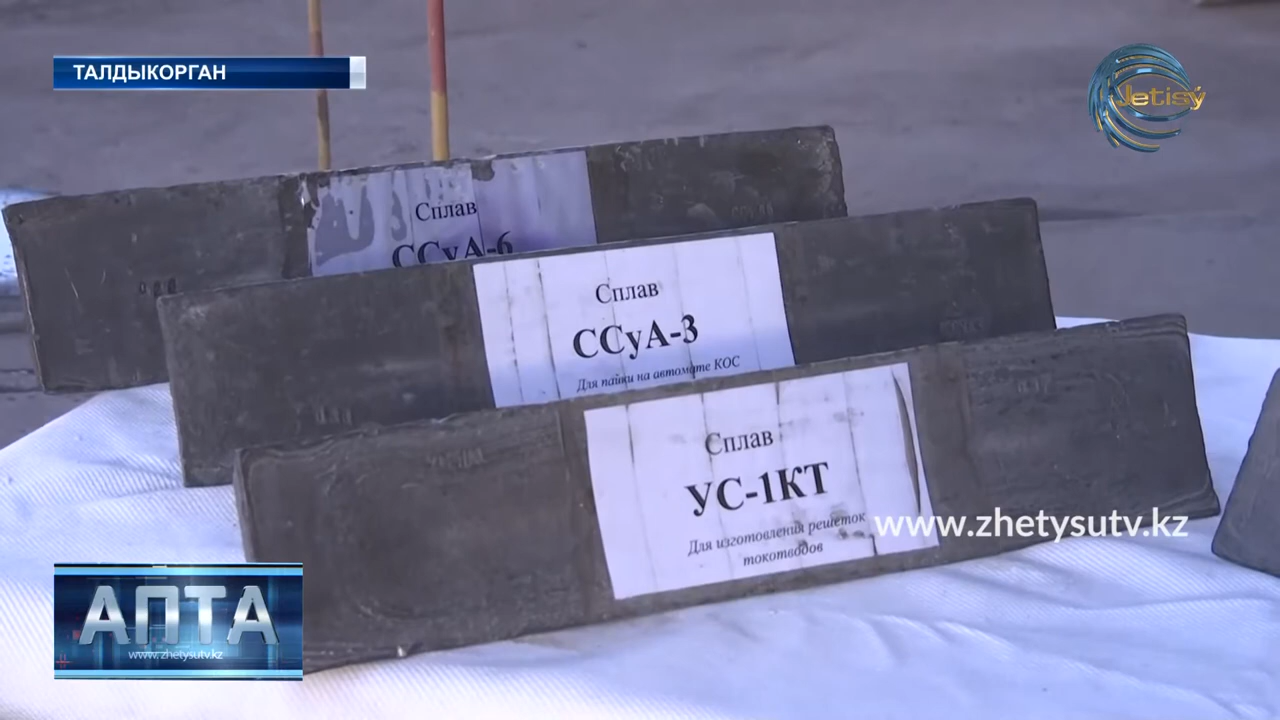 ТАЛДЫКОРГАН
Jetisý
Сплав
ССуА-6
Сплав
ССуА-3
Для пайки на автомате КОС
Сплав
УС-1КТ
Для изготовления решеток
токотводов
www.zhetysutv.kz
АПТА
www.zhetysutv.kz